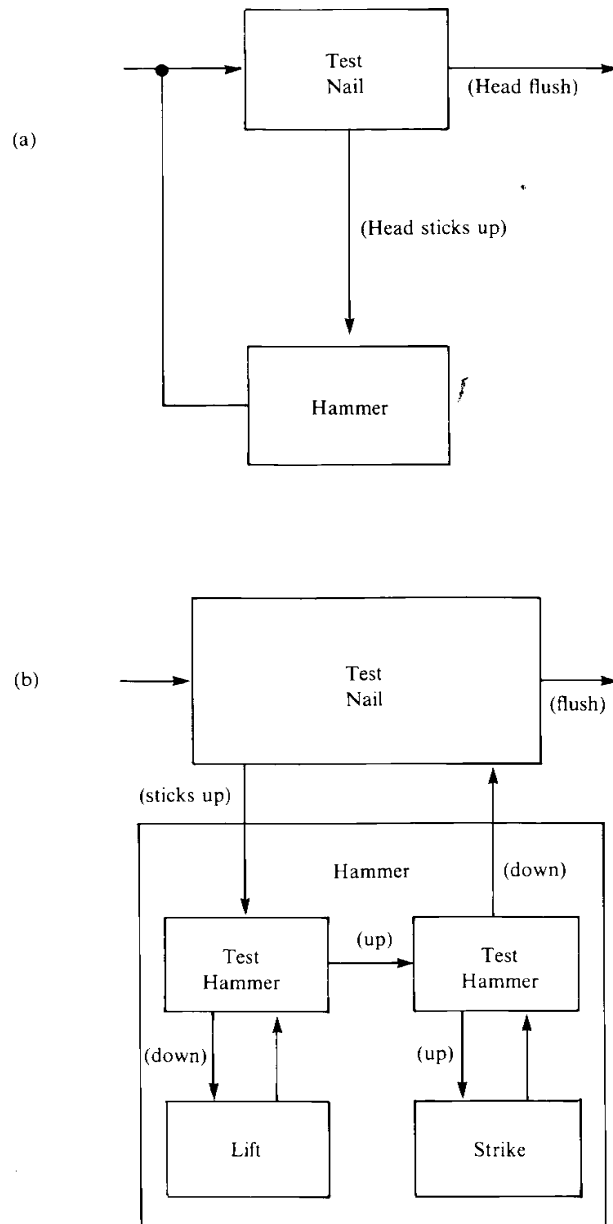 (a)
Test
Nail
(Head flush)
(Head sticks up)
Hammer
(b)
Test
Nail
(flush)
(sticks up)
Hammer
(down)
Test
Hammer
(up)
Test
Hammer
(down)
(up)
Lift
Strike